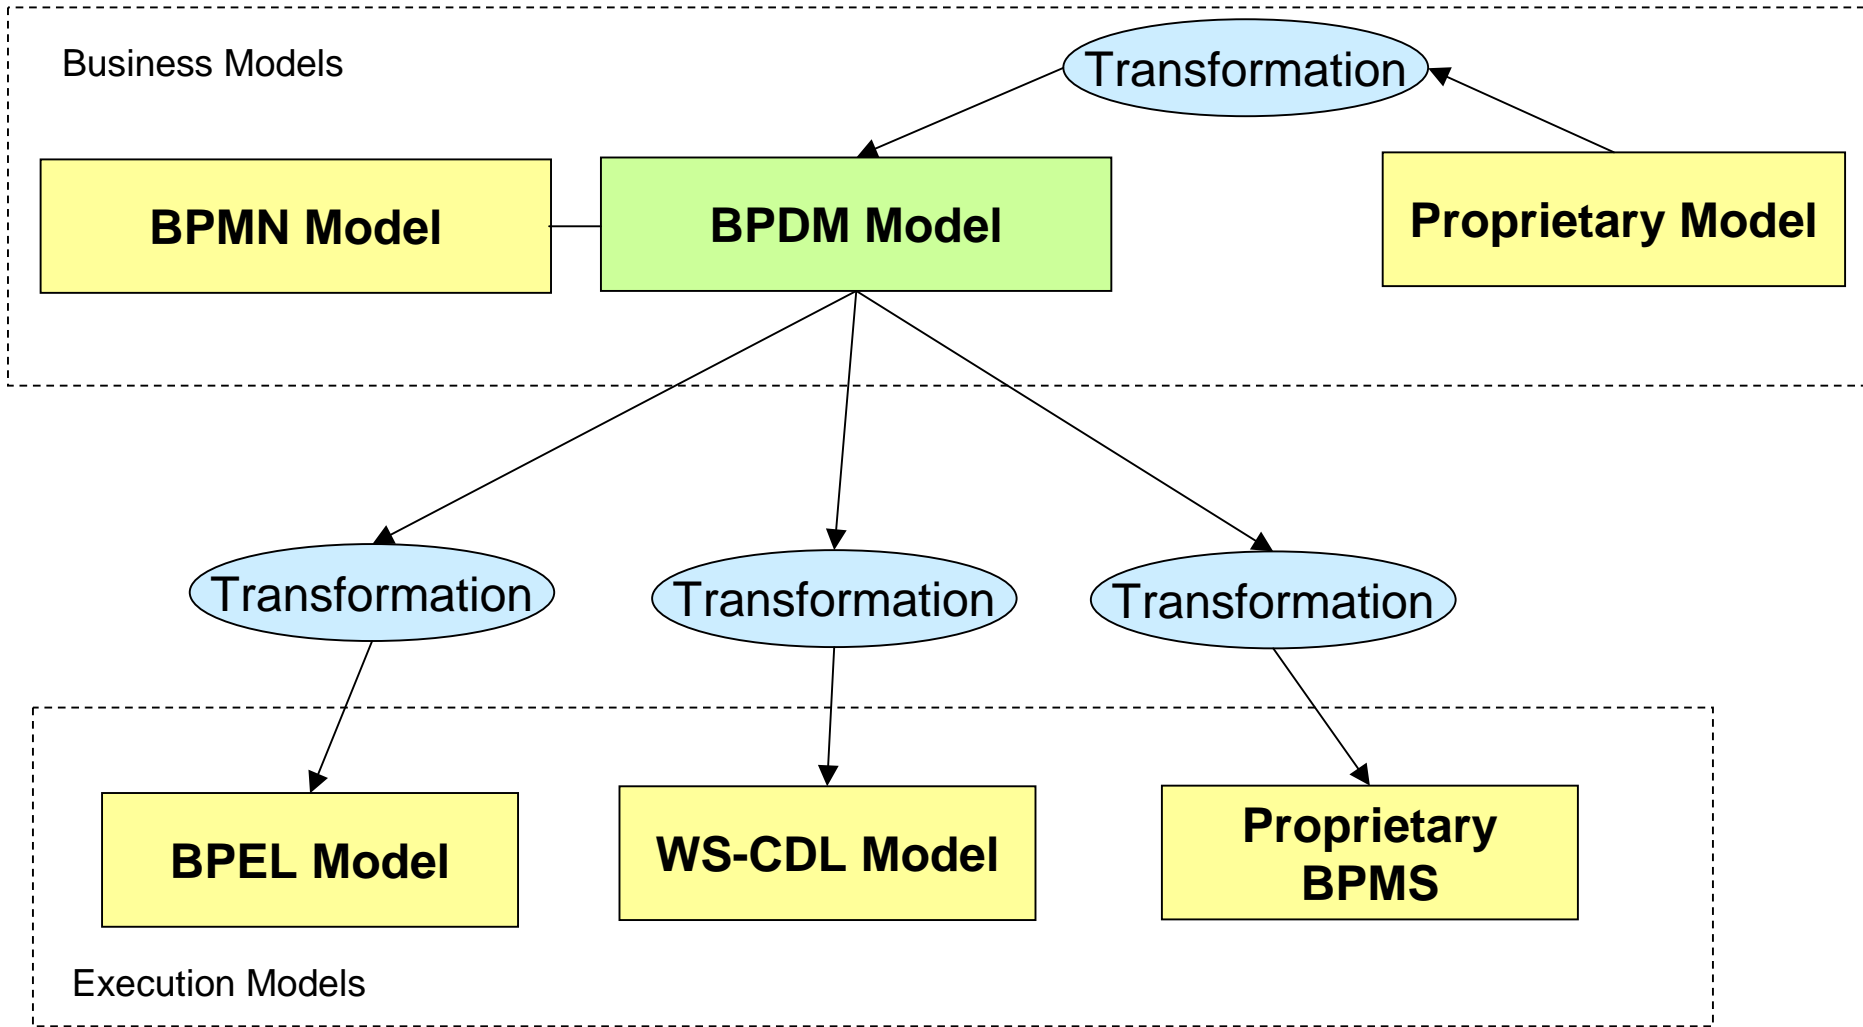 Business Models
Transformation
BPMN Model
BPDM Model
Proprietary Model
Transformation
Transformation
Transformation
BPEL Model
WS-CDL Model
Proprietary
BPMS
Execution Models